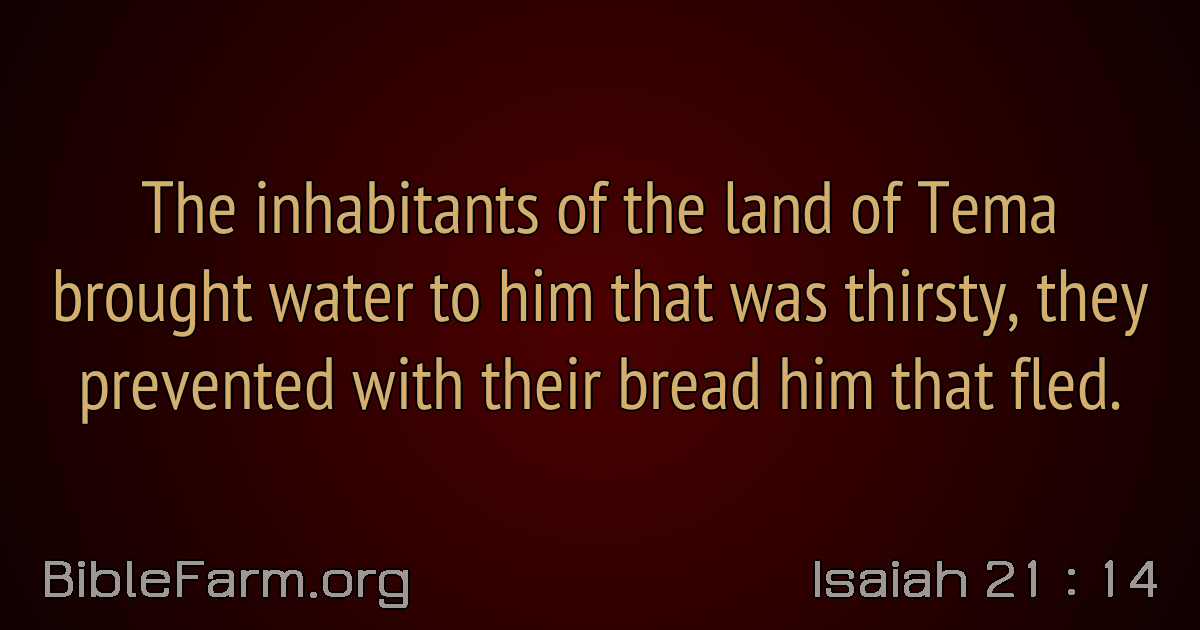 The inhabitants of the land of Tema
brought water to him that was thirsty, they
prevented with their bread him that fled.
BibleFarm.org
Isaiah 21 : 14